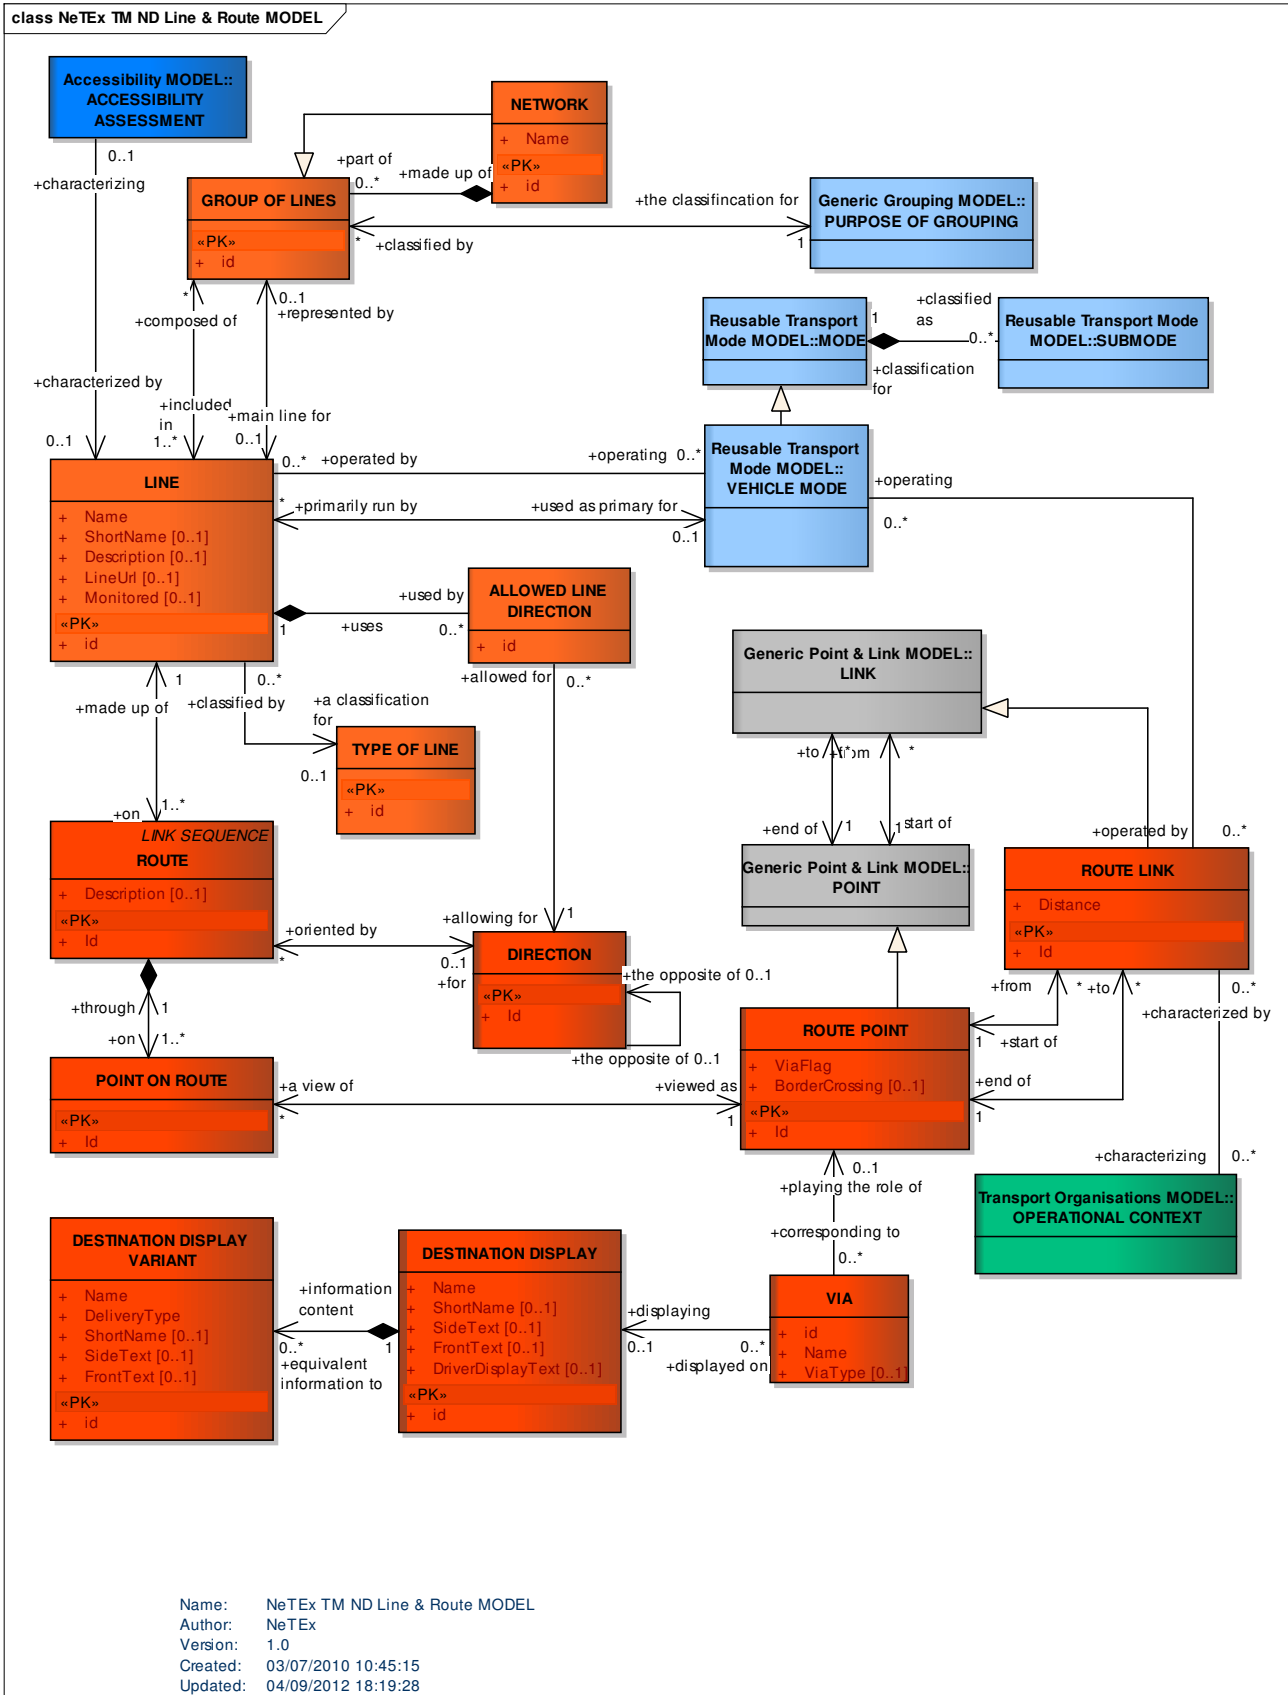 class NeTEx TM ND Line & Route MODEL
Accessibility MODEL::
ACCESSIBILITY
ASSESSMENT
0..1
+characterizing
+characterized by
0..1
NETWORK
+ Name
«PK»
+ id
+part of
0..*
+made up of
GROUP OF LINES
«PK»
+ id
+the classifincation for
*
+classified by
1
Generic Grouping MODEL::
PURPOSE OF GROUPING
*
+composed of
0..1
+represented by
+included
in
1..*
+main line for
0..1
Reusable Transport
Mode MODEL::MODE
1
+classified
as
0..*
+classification
for
Reusable Transport Mode
MODEL::SUBMODE
LINE
+ Name
+ ShortName [0..1]
+ Description [0..1]
+ LineUrl [0..1]
+ Monitored [0..1]
«PK»
+ id
0..*
+operated by
+operating
0..*
*
+primarily run by
+used as primary for
0..1
Reusable Transport
Mode MODEL::
VEHICLE MODE
+operating
0..*
1
+uses
+used by
0..*
ALLOWED LINE
DIRECTION
+ id
+allowed for
0..*
1
+made up of
0..*
+classified by
+a classification
for
0..1
TYPE OF LINE
«PK»
+ id
Generic Point & Link MODEL::
LINK
+to
*
+from
*
+end of
1
1
start of
Generic Point & Link MODEL::
POINT
+on
1..*
LINK SEQUENCE
ROUTE
+ Description [0..1]
«PK»
+ Id
+oriented by
*
+allowing for
1
0..1
+for
DIRECTION
«PK»
+ Id
+the opposite of 0..1
+the opposite of 0..1
+operated by
0..*
ROUTE LINK
+ Distance
«PK»
+ Id
+from
*
+to
*
0..*
+characterized by
+through
1
+on
1..*
POINT ON ROUTE
«PK»
+ Id
+a view of
*
+viewed as
1
ROUTE POINT
+ ViaFlag
+ BorderCrossing [0..1]
«PK»
+ Id
1
+start of
+end of
1
+characterizing
0..*
Transport Organisations MODEL::
OPERATIONAL CONTEXT
0..1
+playing the role of
+corresponding to
0..*
DESTINATION DISPLAY
VARIANT
+ Name
+ DeliveryType
+ ShortName [0..1]
+ SideText [0..1]
+ FrontText [0..1]
«PK»
+ id
+information
content
0..*
1
+equivalent
information to
DESTINATION DISPLAY
+ Name
+ ShortName [0..1]
+ SideText [0..1]
+ FrontText [0..1]
+ DriverDisplayText [0..1]
«PK»
+ id
+displaying
0..1
0..*
+displayed on
VIA
+ id
+ Name
+ ViaType [0..1]
Name: NeTEx TM ND Line & Route MODEL
Author: NeTEx
Version: 1.0
Created: 03/07/2010 10:45:15
Updated: 04/09/2012 18:19:28